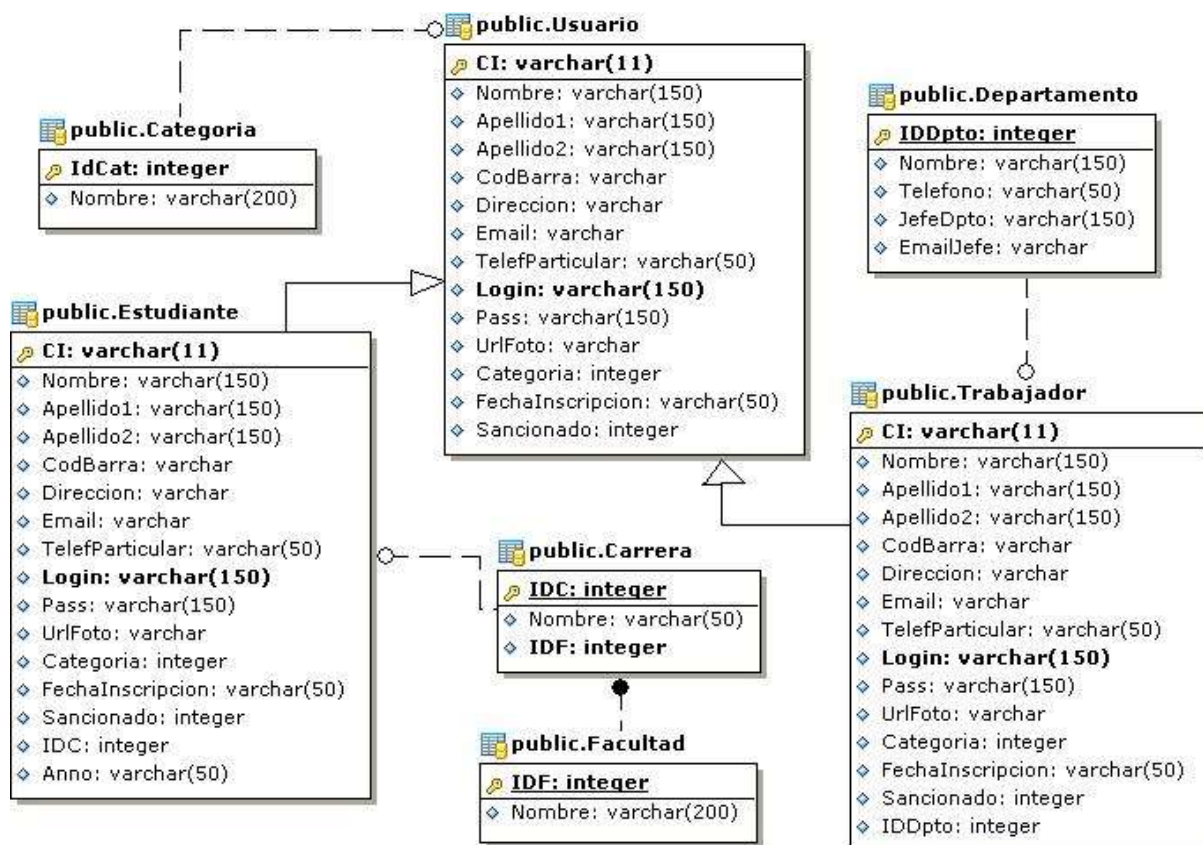 public.Usuario
CI: varchar(11)
Nombre: varchar(150)
Apellido1: varchar(150)
Apellido2: varchar(150)
CodBarra: varchar
Direccion: varchar
Email: varchar
TelefParticular: varchar(50)
Login: varchar(150)
Pass: varchar(150)
UrlFoto: varchar
Categoria: integer
FechaInscripcion: varchar(50)
Sancionado: integer
public.Categoria
IdCat: integer
Nombre: varchar(200)
public.Departamento
IDDpto: integer
Nombre: varchar(150)
Telefono: varchar(50)
JefeDpto: varchar(150)
EmailJefe: varchar
public.Estudiante
CI: varchar(11)
Nombre: varchar(150)
Apellido1: varchar(150)
Apellido2: varchar(150)
CodBarra: varchar
Direccion: varchar
Email: varchar
TelefParticular: varchar(50)
Login: varchar(150)
Pass: varchar(150)
UrlFoto: varchar
Categoria: integer
FechaInscripcion: varchar(50)
Sancionado: integer
IDC: integer
Anno: varchar(50)
public.Carrera
IDC: integer
Nombre: varchar(50)
IDF: integer
public.Facultad
IDF: integer
Nombre: varchar(200)
public.Trabajador
CI: varchar(11)
Nombre: varchar(150)
Apellido1: varchar(150)
Apellido2: varchar(150)
CodBarra: varchar
Direccion: varchar
Email: varchar
TelefParticular: varchar(50)
Login: varchar(150)
Pass: varchar(150)
UrlFoto: varchar
Categoria: integer
FechaInscripcion: varchar(50)
Sancionado: integer
IDDpto: integer